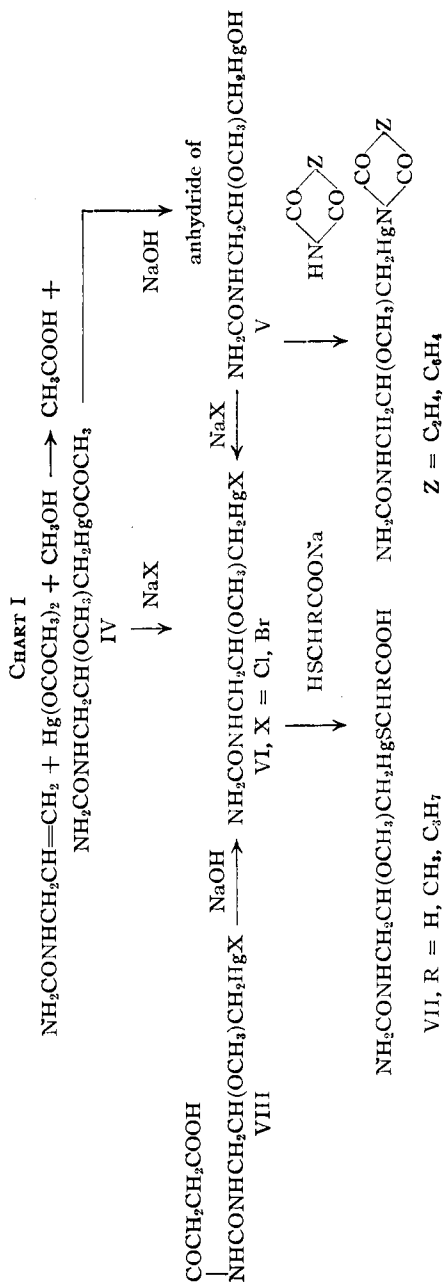 CHART I
NH₂CONHCH₂CH=CH₂ + Hg(OCOCH₃)₂ + CH₃OH ⟶ CH₃COOH +
NH₂CONHCH₂CH(OCH₃)CH₂HgOCOCH₃
IV
NaX
NaOH
anhydride of
COCH₂CH₂COOH
NHCONHCH₂CH(OCH₃)CH₂HgX
VIII
NaOH
⟶
NH₂CONHCH₂CH(OCH₃)CH₂HgX
VI, X = Cl, Br
NaX
⟵
NH₂CONHCH₂CH(OCH₃)CH₂HgOH
V
HSCHRCOONa
HN
CO
CO
Z
NH₂CONHCH₂CH(OCH₃)CH₂HgSCHRCOOH
VII, R = H, CH₃, C₃H₇
NH₂CONHCH₂CH(OCH₃)CH₂HgN
CO
CO
Z
Z = C₂H₄, C₆H₄